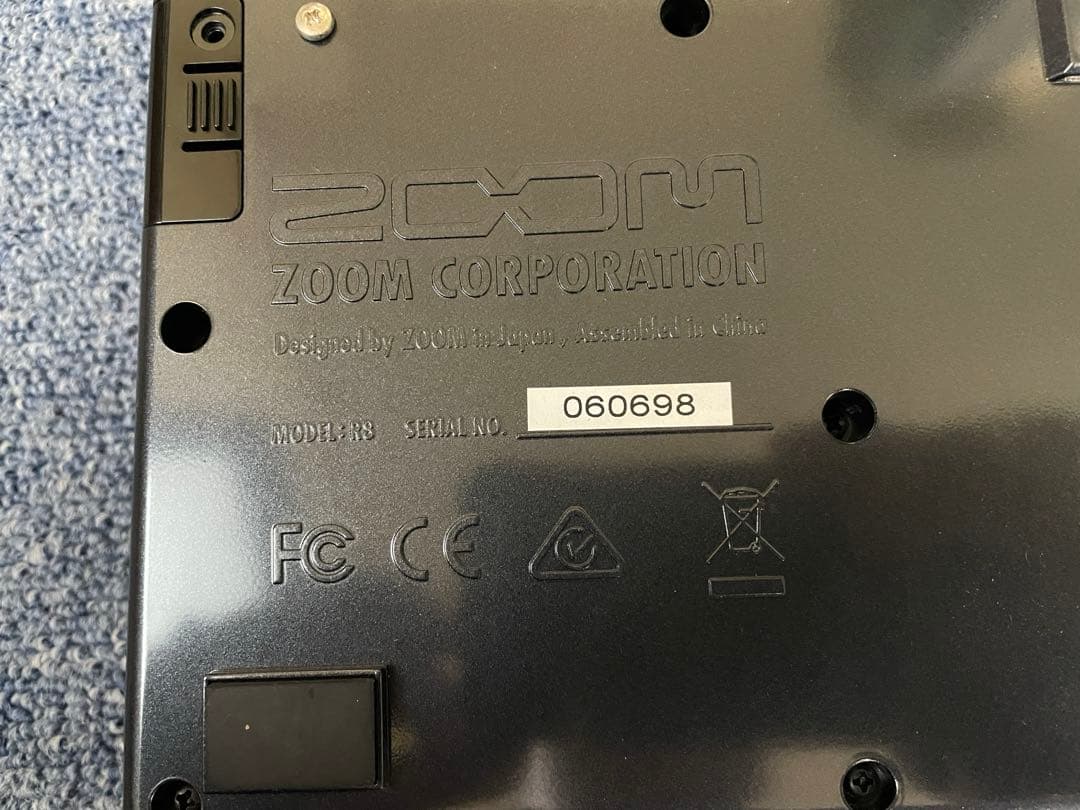 ZOOM
ZOOM CORPORATION
Designed by ZOOM in Japan , Assembled in China
MODEL: R8 SERIAL NO. 060698
FC CE